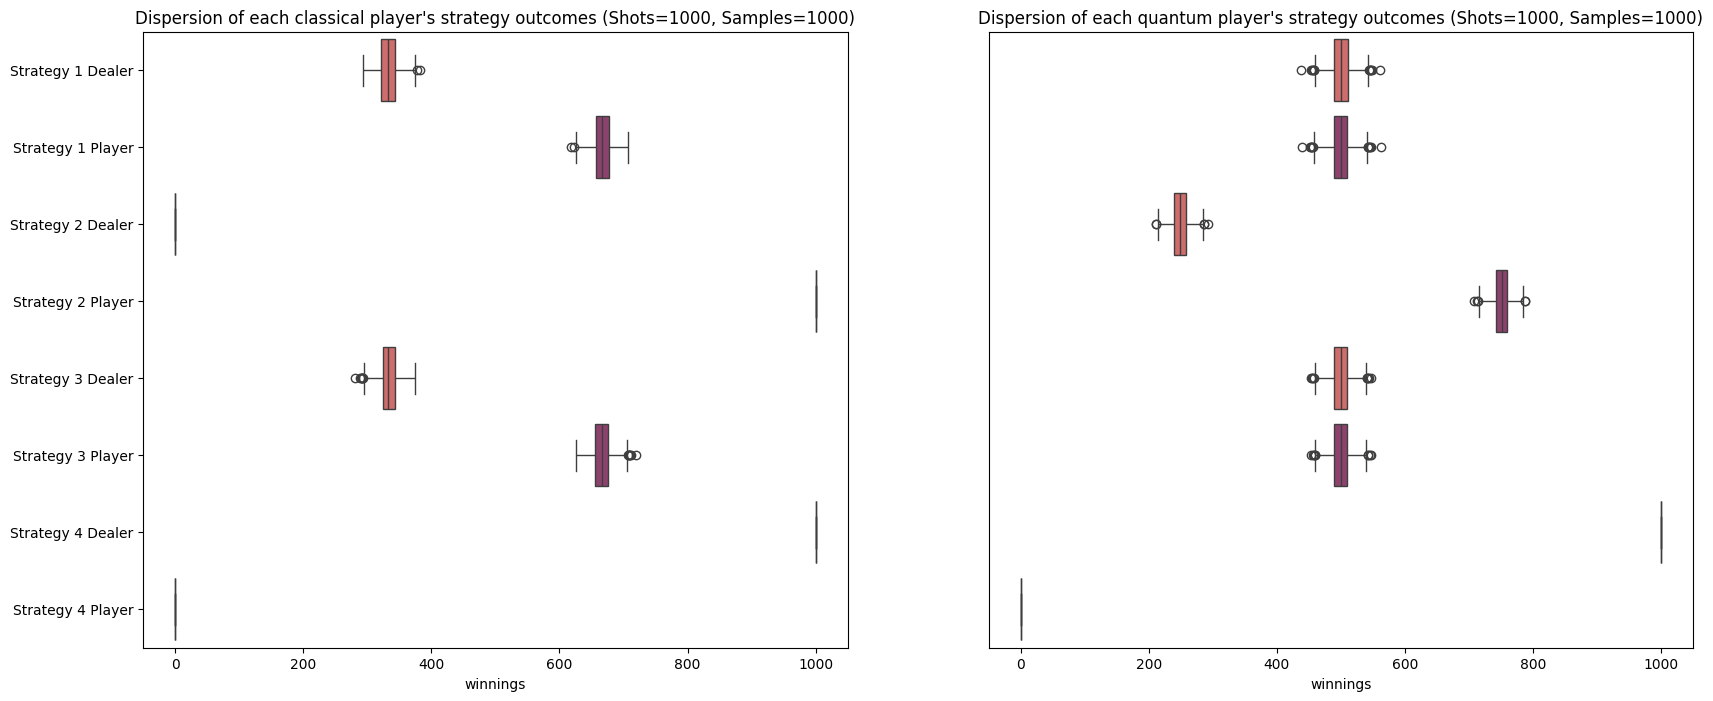 Dispersion of each classical player's strategy outcomes (Shots=1000, Samples=1000)
Strategy 1 Dealer
Strategy 1 Player
Strategy 2 Dealer
Strategy 2 Player
Strategy 3 Dealer
Strategy 3 Player
Strategy 4 Dealer
Strategy 4 Player
0 200 400 600 800 1000
winnings
Dispersion of each quantum player's strategy outcomes (Shots=1000, Samples=1000)
0 200 400 600 800 1000
winnings